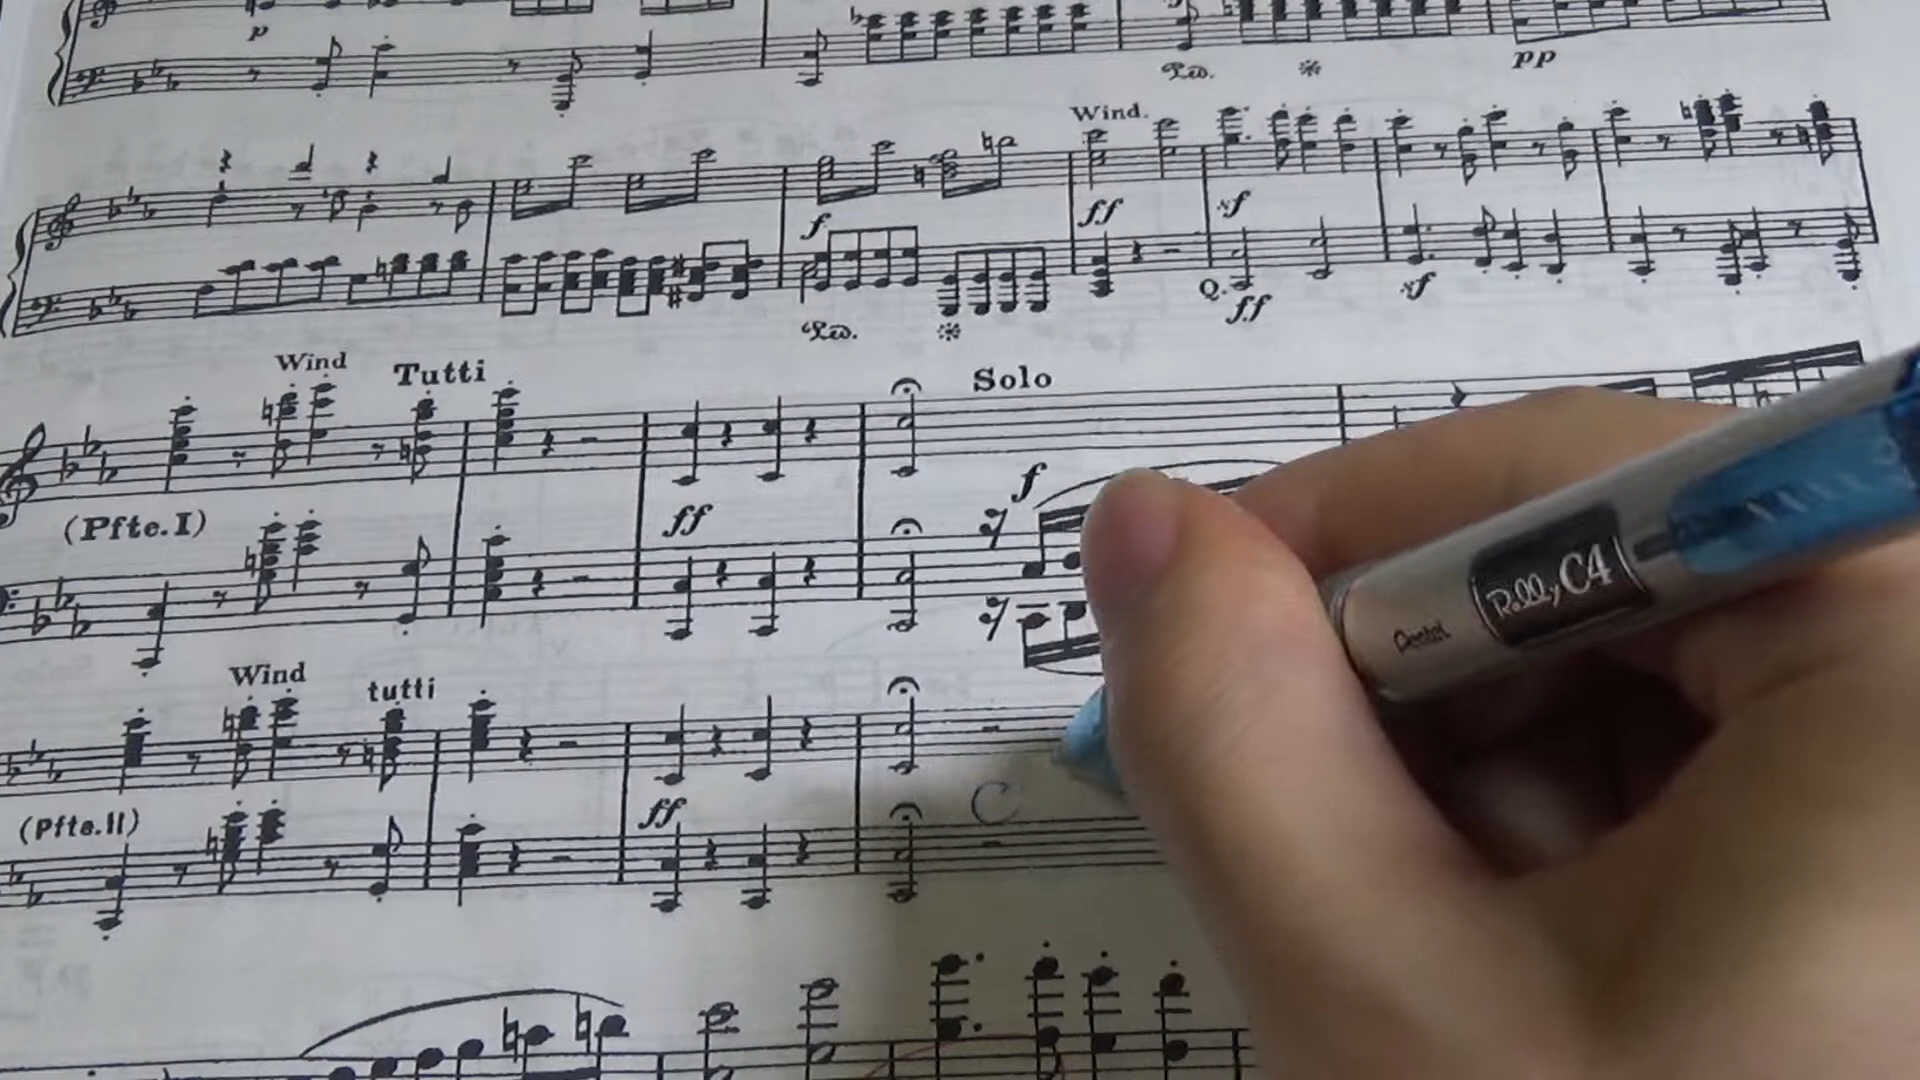 p
Ped. * pp
Wind.
f ff sf
Q. ff sf
Ped. *
Wind Tutti Solo
(Pfte.I) ff f
Wind tutti
(Pfte.II) ff
C
Pentel Rolly C4